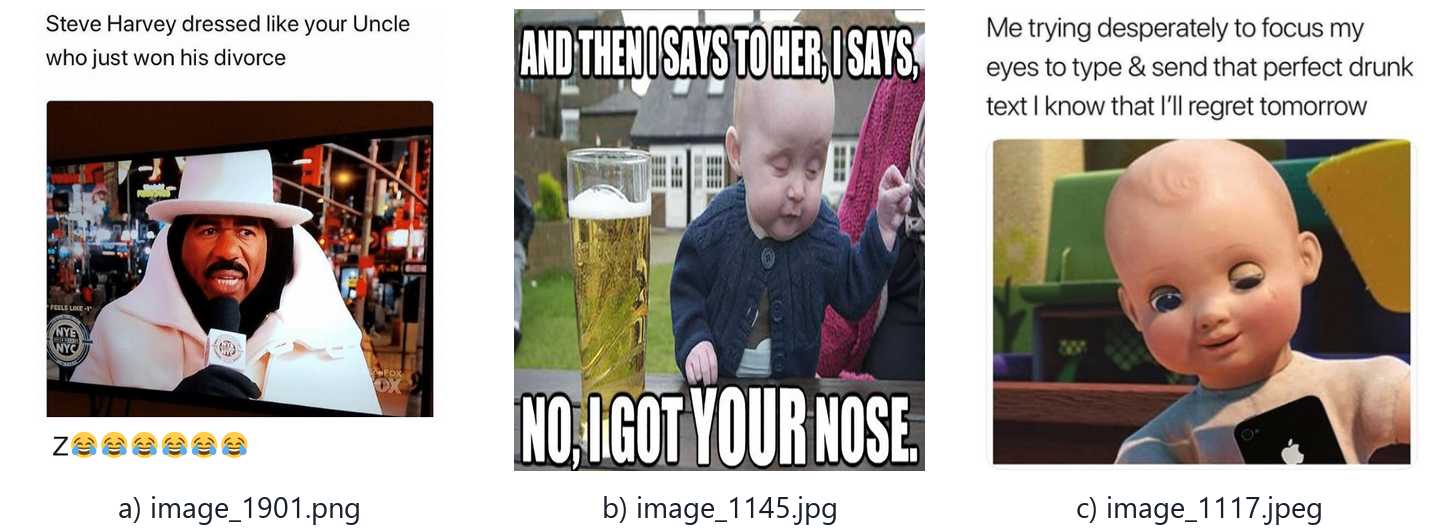 Steve Harvey dressed like your Uncle
who just won his divorce
FEELS LIKE -1°
NYE
NYC
FOX
Z😂😂😂😂😂😂
a) image_1901.png
AND THEN I SAYS TO HER, I SAYS,
NO, I GOT YOUR NOSE.
b) image_1145.jpg
Me trying desperately to focus my
eyes to type & send that perfect drunk
text I know that I’ll regret tomorrow
c) image_1117.jpeg